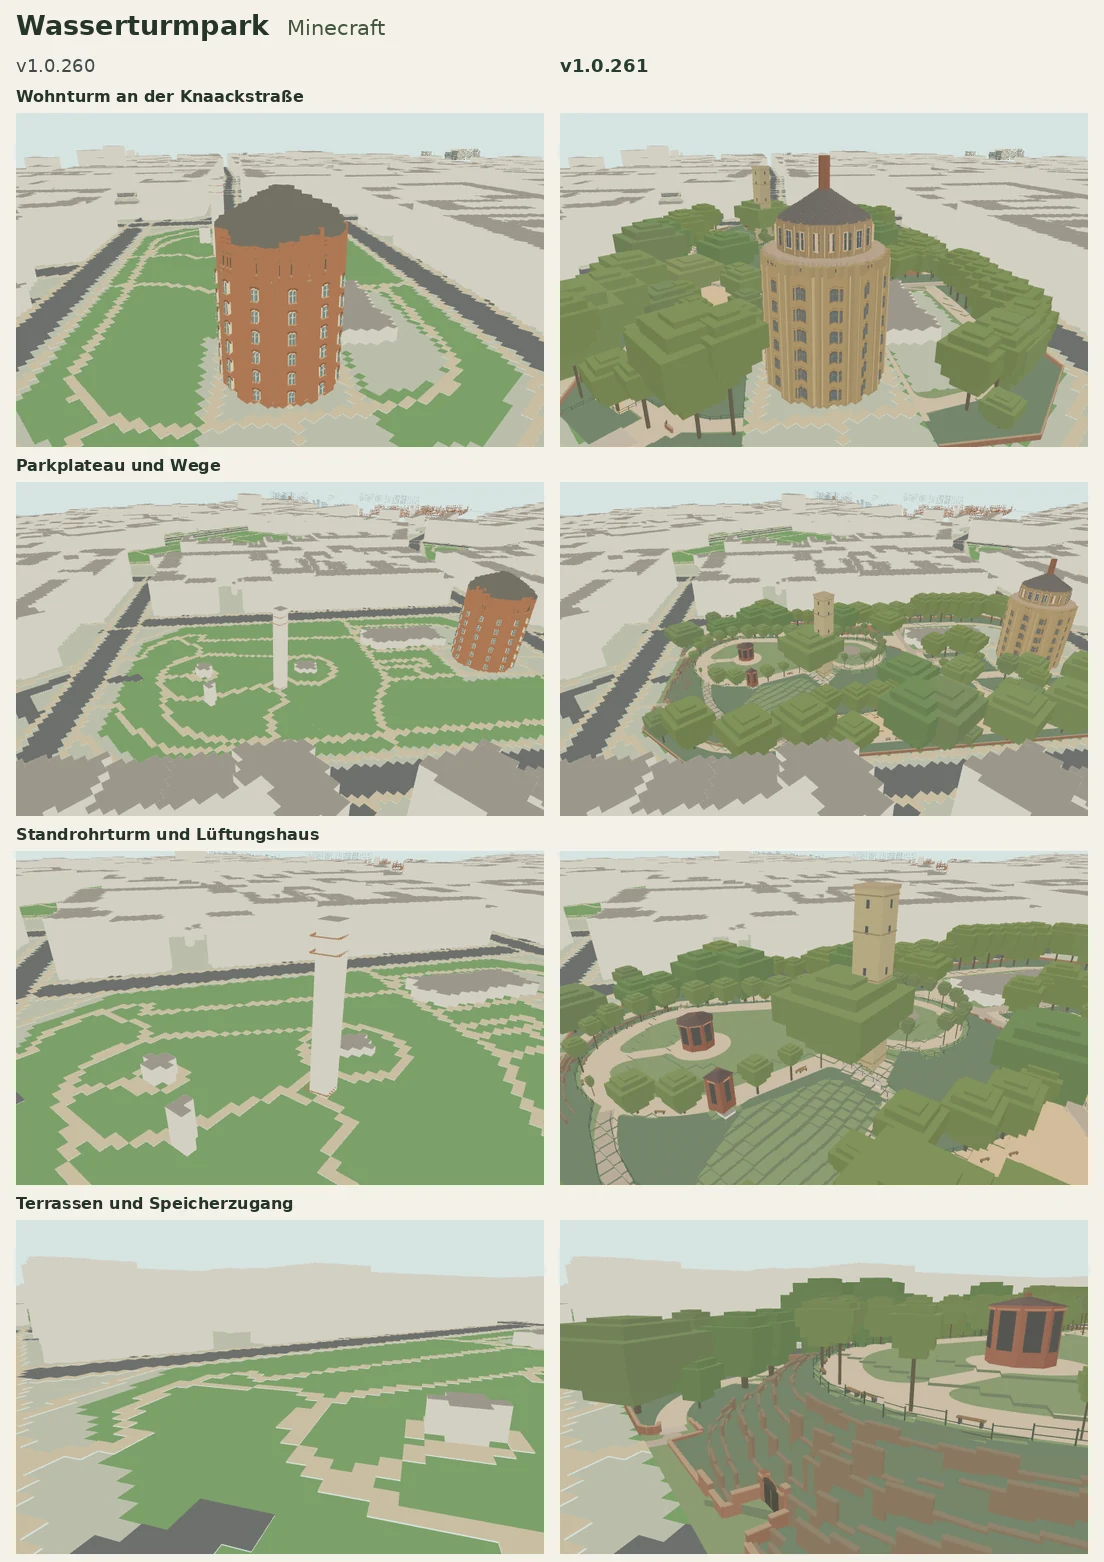 Wasserturmpark Minecraft
v1.0.260 v1.0.261
Wohnturm an der Knaackstraße
Parkplateau und Wege
Standrohrturm und Lüftungshaus
Terrassen und Speicherzugang